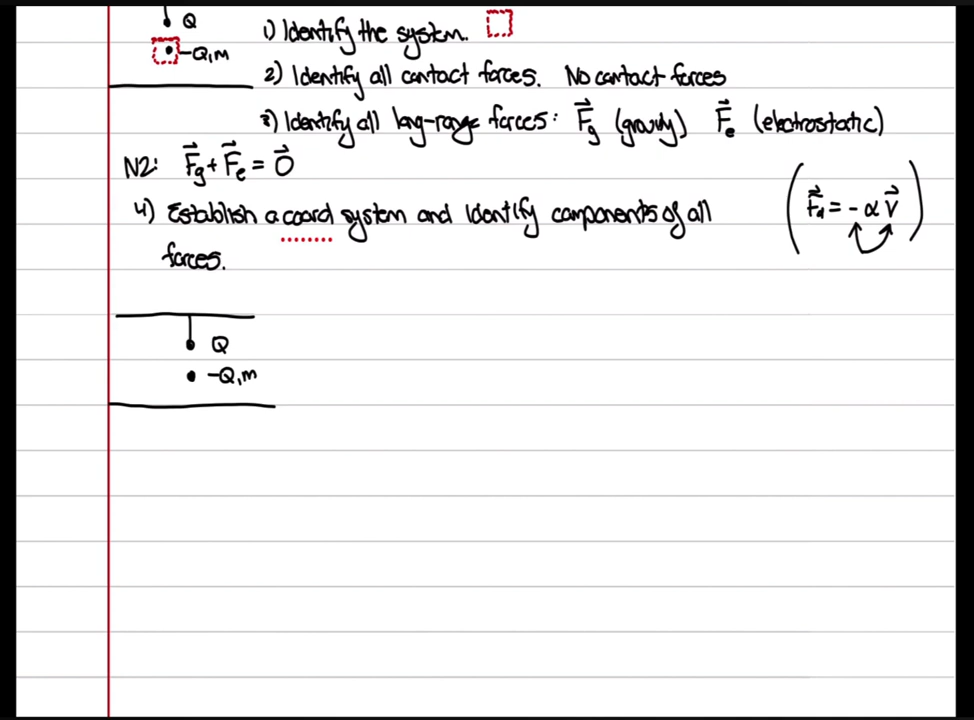 Q
1) Identify the system.
-Q,m
2) Identify all contact forces. No contact forces
3) Identify all long-range forces: F⃗g (gravity) F⃗e (electrostatic)
N2: F⃗g + F⃗e = 0⃗
4) Establish a coord system and identify components of all
forces.
(F⃗d = -α v⃗)
Q
-Q,m